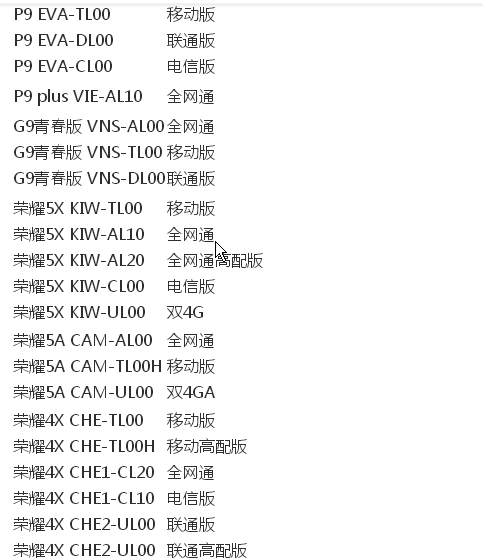 P9 EVA-TL00 移动版
P9 EVA-DL00 联通版
P9 EVA-CL00 电信版
P9 plus VIE-AL10 全网通
G9青春版 VNS-AL00 全网通
G9青春版 VNS-TL00 移动版
G9青春版 VNS-DL00 联通版
荣耀5X KIW-TL00 移动版
荣耀5X KIW-AL10 全网通
荣耀5X KIW-AL20 全网通高配版
荣耀5X KIW-CL00 电信版
荣耀5X KIW-UL00 双4G
荣耀5A CAM-AL00 全网通
荣耀5A CAM-TL00H 移动版
荣耀5A CAM-UL00 双4GA
荣耀4X CHE-TL00 移动版
荣耀4X CHE-TL00H 移动高配版
荣耀4X CHE1-CL20 全网通
荣耀4X CHE1-CL10 电信版
荣耀4X CHE2-UL00 联通版
荣耀4X CHE2-UL00 联通高配版